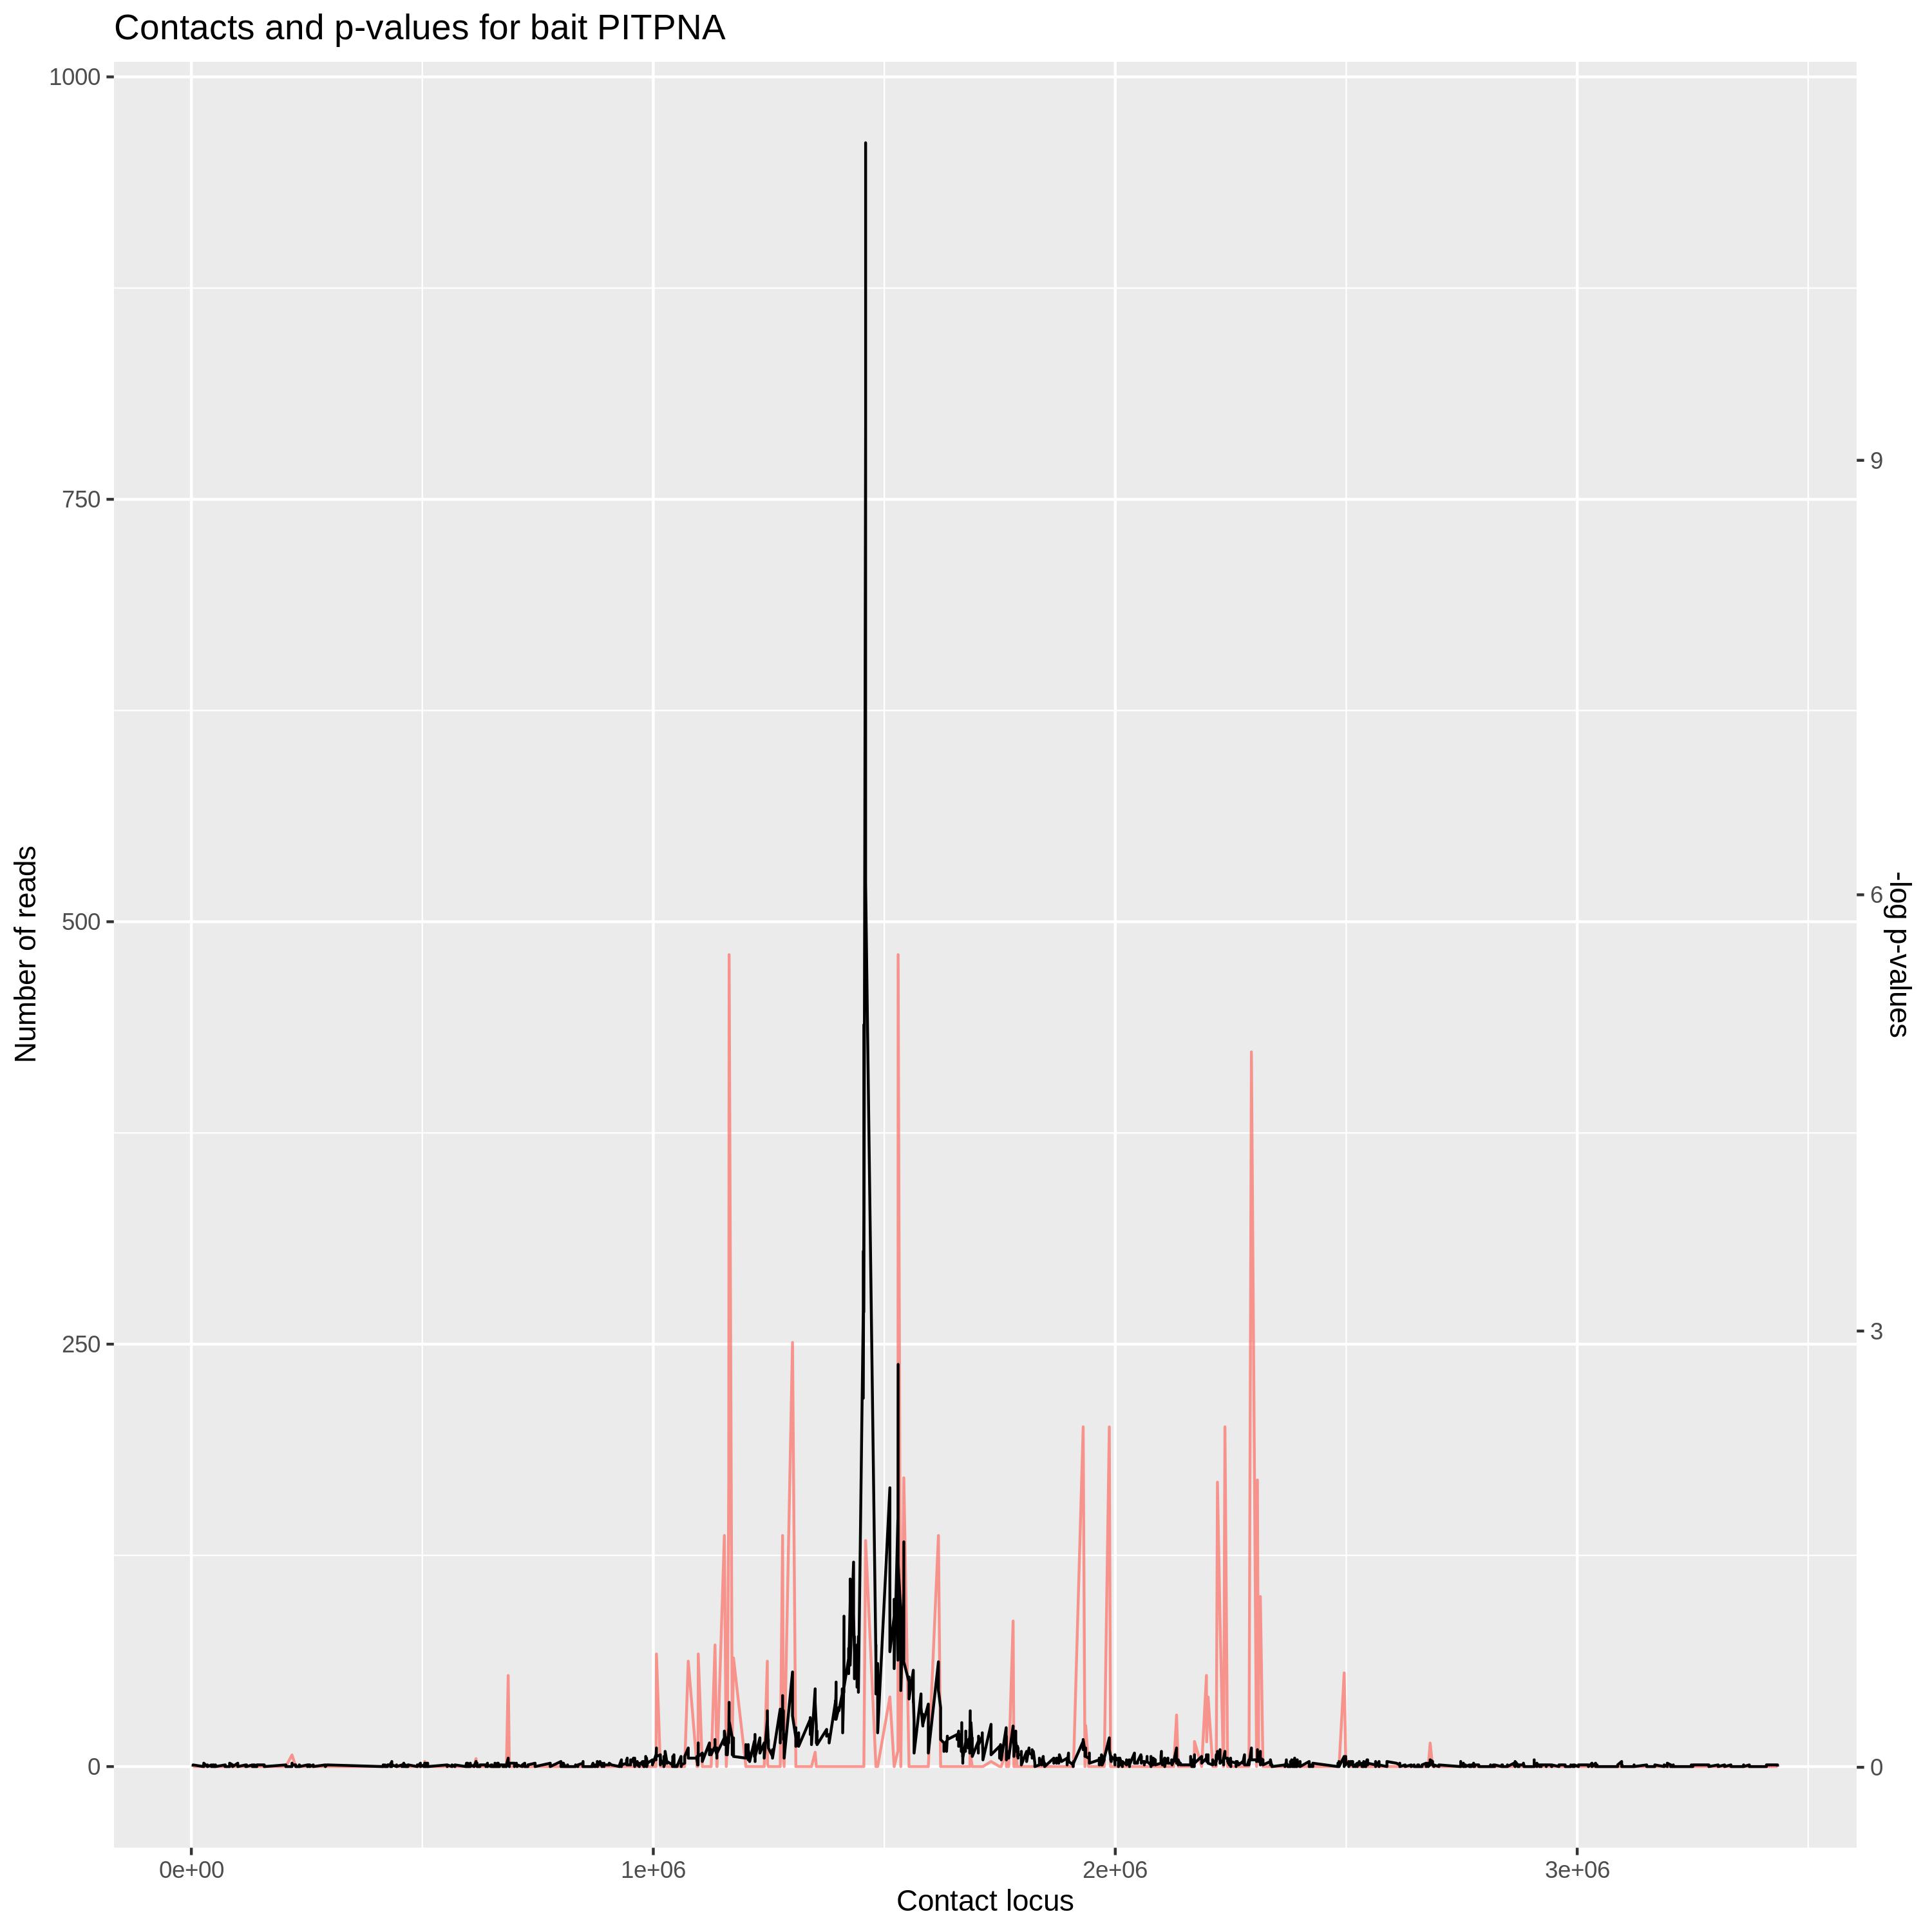 Contacts and p-values for bait PITPNA
1000
750
500
250
0
Number of reads
9
6
3
0
-log p-values
0e+00
1e+06
2e+06
3e+06
Contact locus